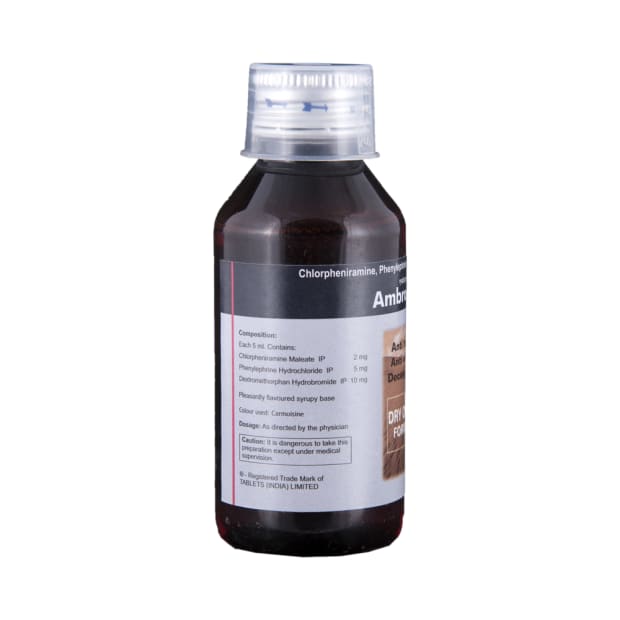 Chlorpheniramine, Phenylephrine
Ambro
Composition:
Each 5 ml. Contains:
Chlorpheniramine Maleate IP 2 mg
Phenylephrine Hydrochloride IP 5 mg
Dextromethorphan Hydrobromide IP 10 mg
Pleasantly flavoured syrupy base
Colour used: Carmoisine
Dosage: As directed by the physician
Caution: It is dangerous to take this
preparation except under medical
supervision.
® - Registered Trade Mark of
TABLETS (INDIA) LIMITED
Anti
Anti
DRY